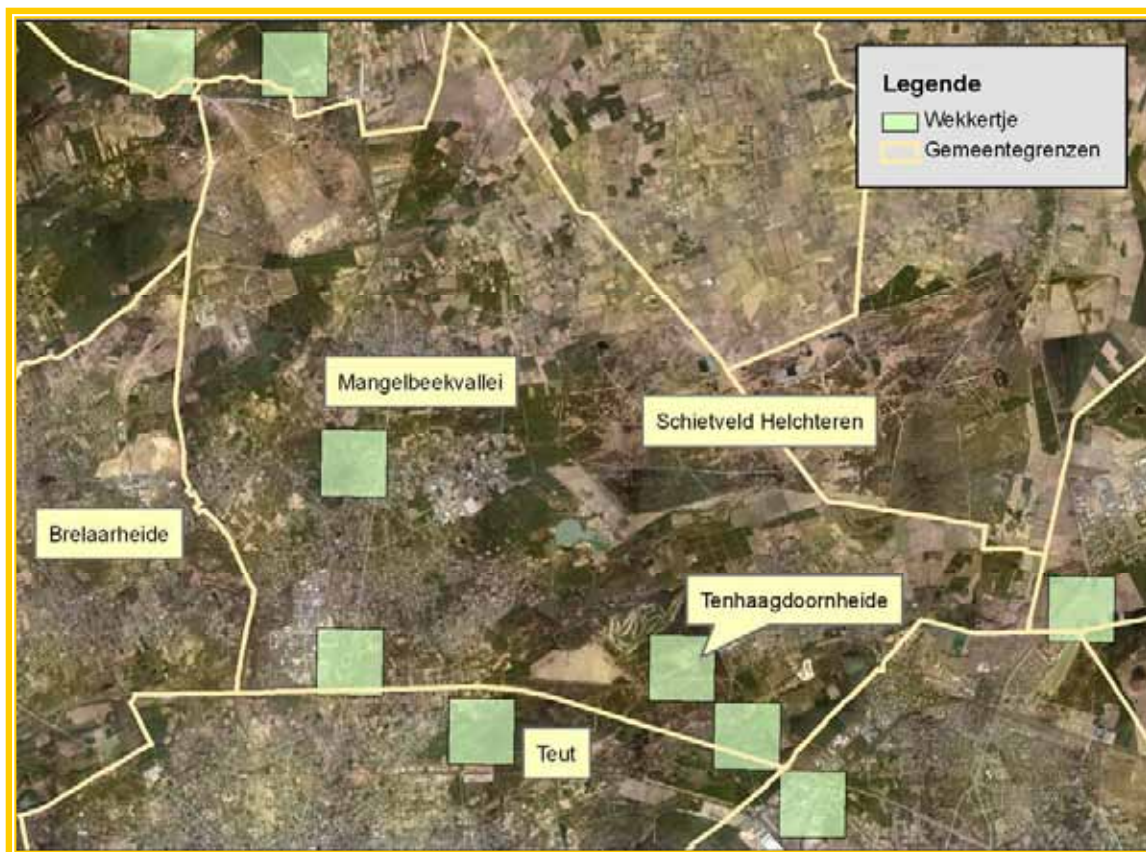 Legende
Wekkertje
Gemeentegrenzen
Mangelbeekvallei
Schietveld Helchteren
Brelaarheide
Tenhaagdoornheide
Teut